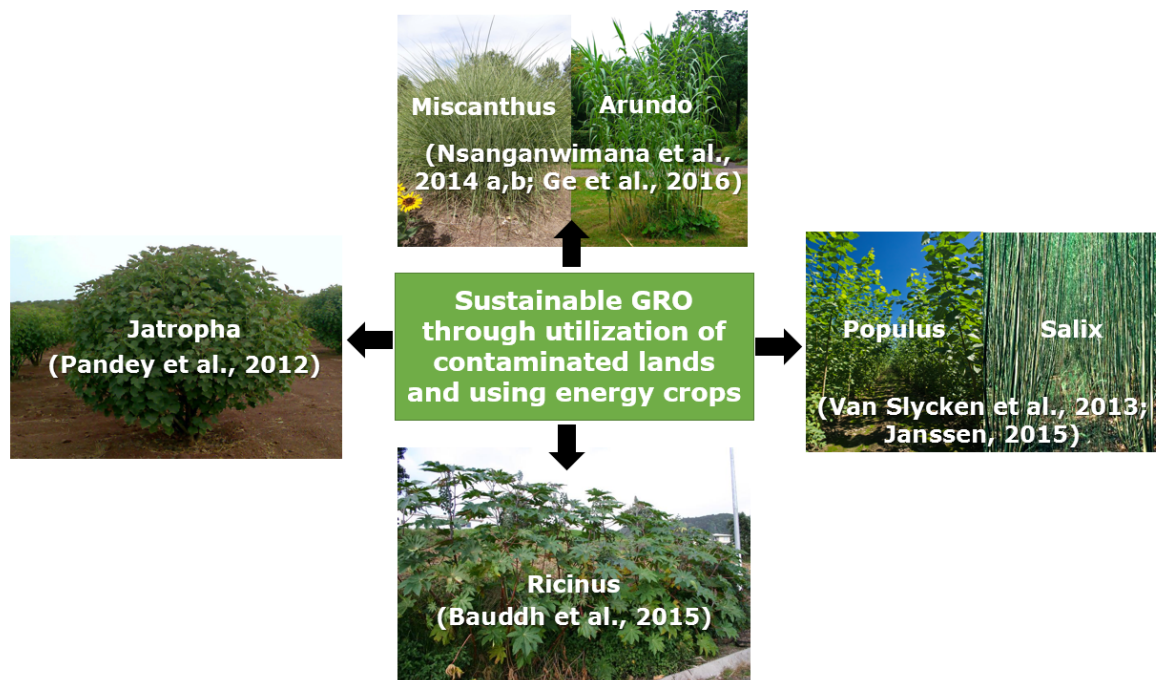 Miscanthus
Arundo
(Nsanganwimana et al.,
2014 a,b; Ge et al., 2016)
Jatropha
(Pandey et al., 2012)
Sustainable GRO
through utilization of
contaminated lands
and using energy crops
Populus
Salix
(Van Slycken et al., 2013;
Janssen, 2015)
Ricinus
(Bauddh et al., 2015)